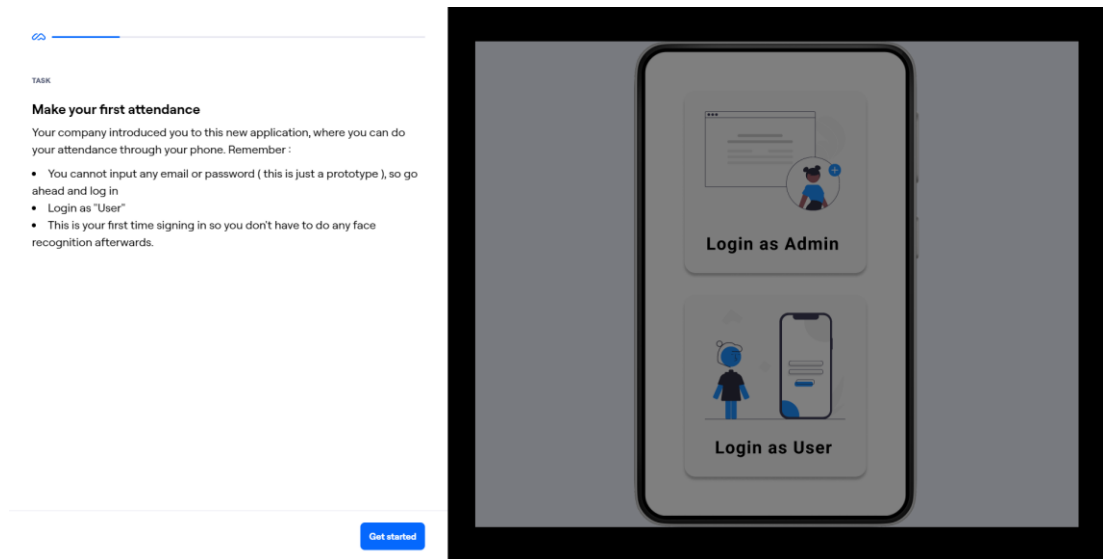 TASK
Make your first attendance
Your company introduced you to this new application, where you can do
your attendance through your phone. Remember :
• You cannot input any email or password ( this is just a prototype ), so go
ahead and log in
• Login as "User"
• This is your first time signing in so you don't have to do any face
recognition afterwards.
Get started
Login as Admin
Login as User